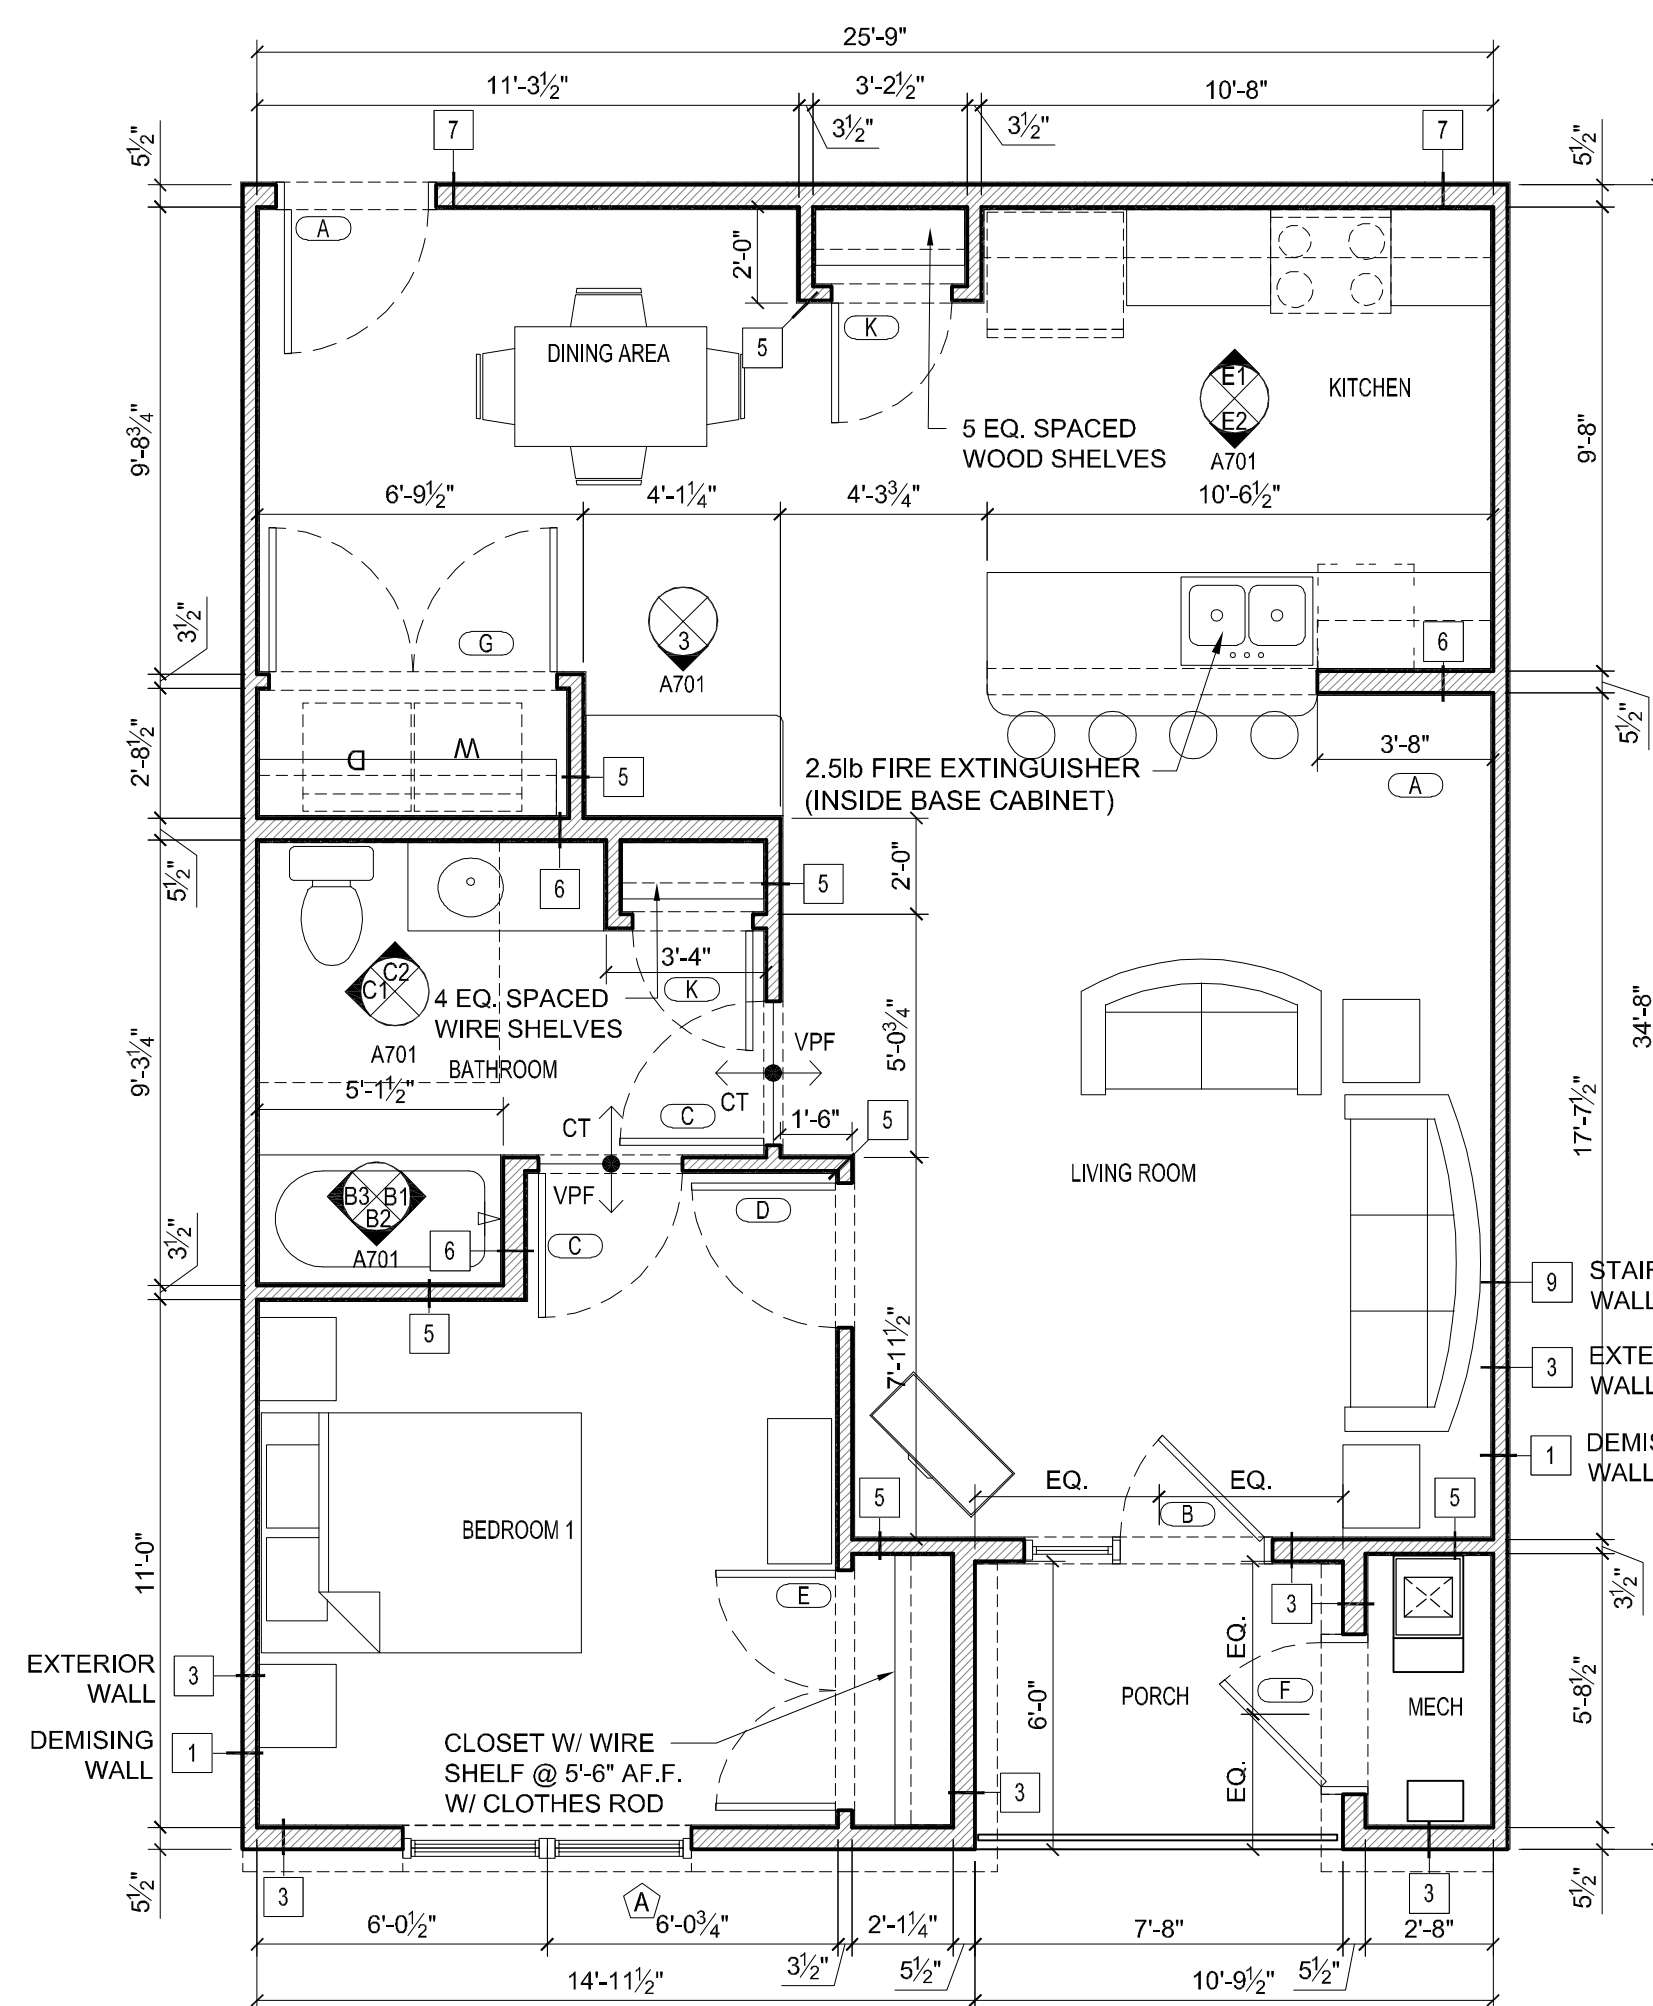 25'-9"
11'-3½" 3'-2½" 10'-8"
3½" 3½"
7 7
5½" 5½"
A
2'-0"
K
5
DINING AREA
E1
E2
A701
KITCHEN
5 EQ. SPACED
WOOD SHELVES
9'-8¾" 9'-8"
6'-9½" 4'-1¼" 4'-3¾" 10'-6½"
3½"
G
3
A701
6
5½"
3'-8"
A
2'-8½"
D W
5
2.5lb FIRE EXTINGUISHER
(INSIDE BASE CABINET)
5½"
6
5
2'-0"
3'-4"
K
C2
C1
A701
4 EQ. SPACED
WIRE SHELVES
BATHROOM
9'-3¼"
5'-1½"
VPF
CT
CT
VPF
C
5'-0¾"
1'-6"
5
34'-8"
17'-7½"
LIVING ROOM
B3 B1
B2
A701
6
C
D
3½"
5
7'-11½"
9
STAIR
WALL
3
EXTE
WALL
1
DEMIS
WALL
BEDROOM 1
11'-0"
5
EQ. EQ.
B
5
3½"
E
3
EQ.
6'-0"
PORCH
F
MECH
5'-8½"
EQ.
EXTERIOR
WALL
3
DEMISING
WALL
1
CLOSET W/ WIRE
SHELF @ 5'-6" AF.F.
W/ CLOTHES ROD
3
5½"
3
A
3
5½"
6'-0½" 6'-0¾" 2'-1¼" 7'-8" 2'-8"
3½" 5½" 5½"
14'-11½" 10'-9½"